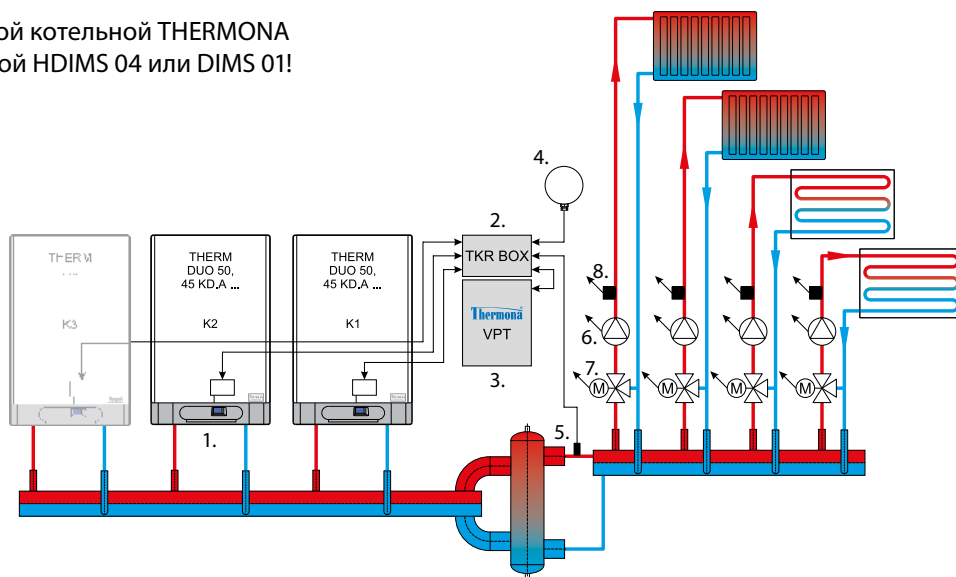 ой котельной THERMONA
ой HDIMS 04 или DIMS 01!
4.
2.
TKR BOX
Thermona
VPT
3.
THERM
DUO 50,
45 KD.A ...
K2
THERM
DUO 50,
45 KD.A ...
K1
K3
1.
5.
8.
6.
7.
M
M
M
M